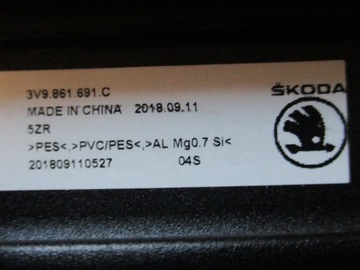 3V9.861.691.C
ŠKODA
MADE IN CHINA 2018.09.11
5ZR
>PES<,>PVC/PES<,>AL Mg0.7 Si<
201809110527 04S